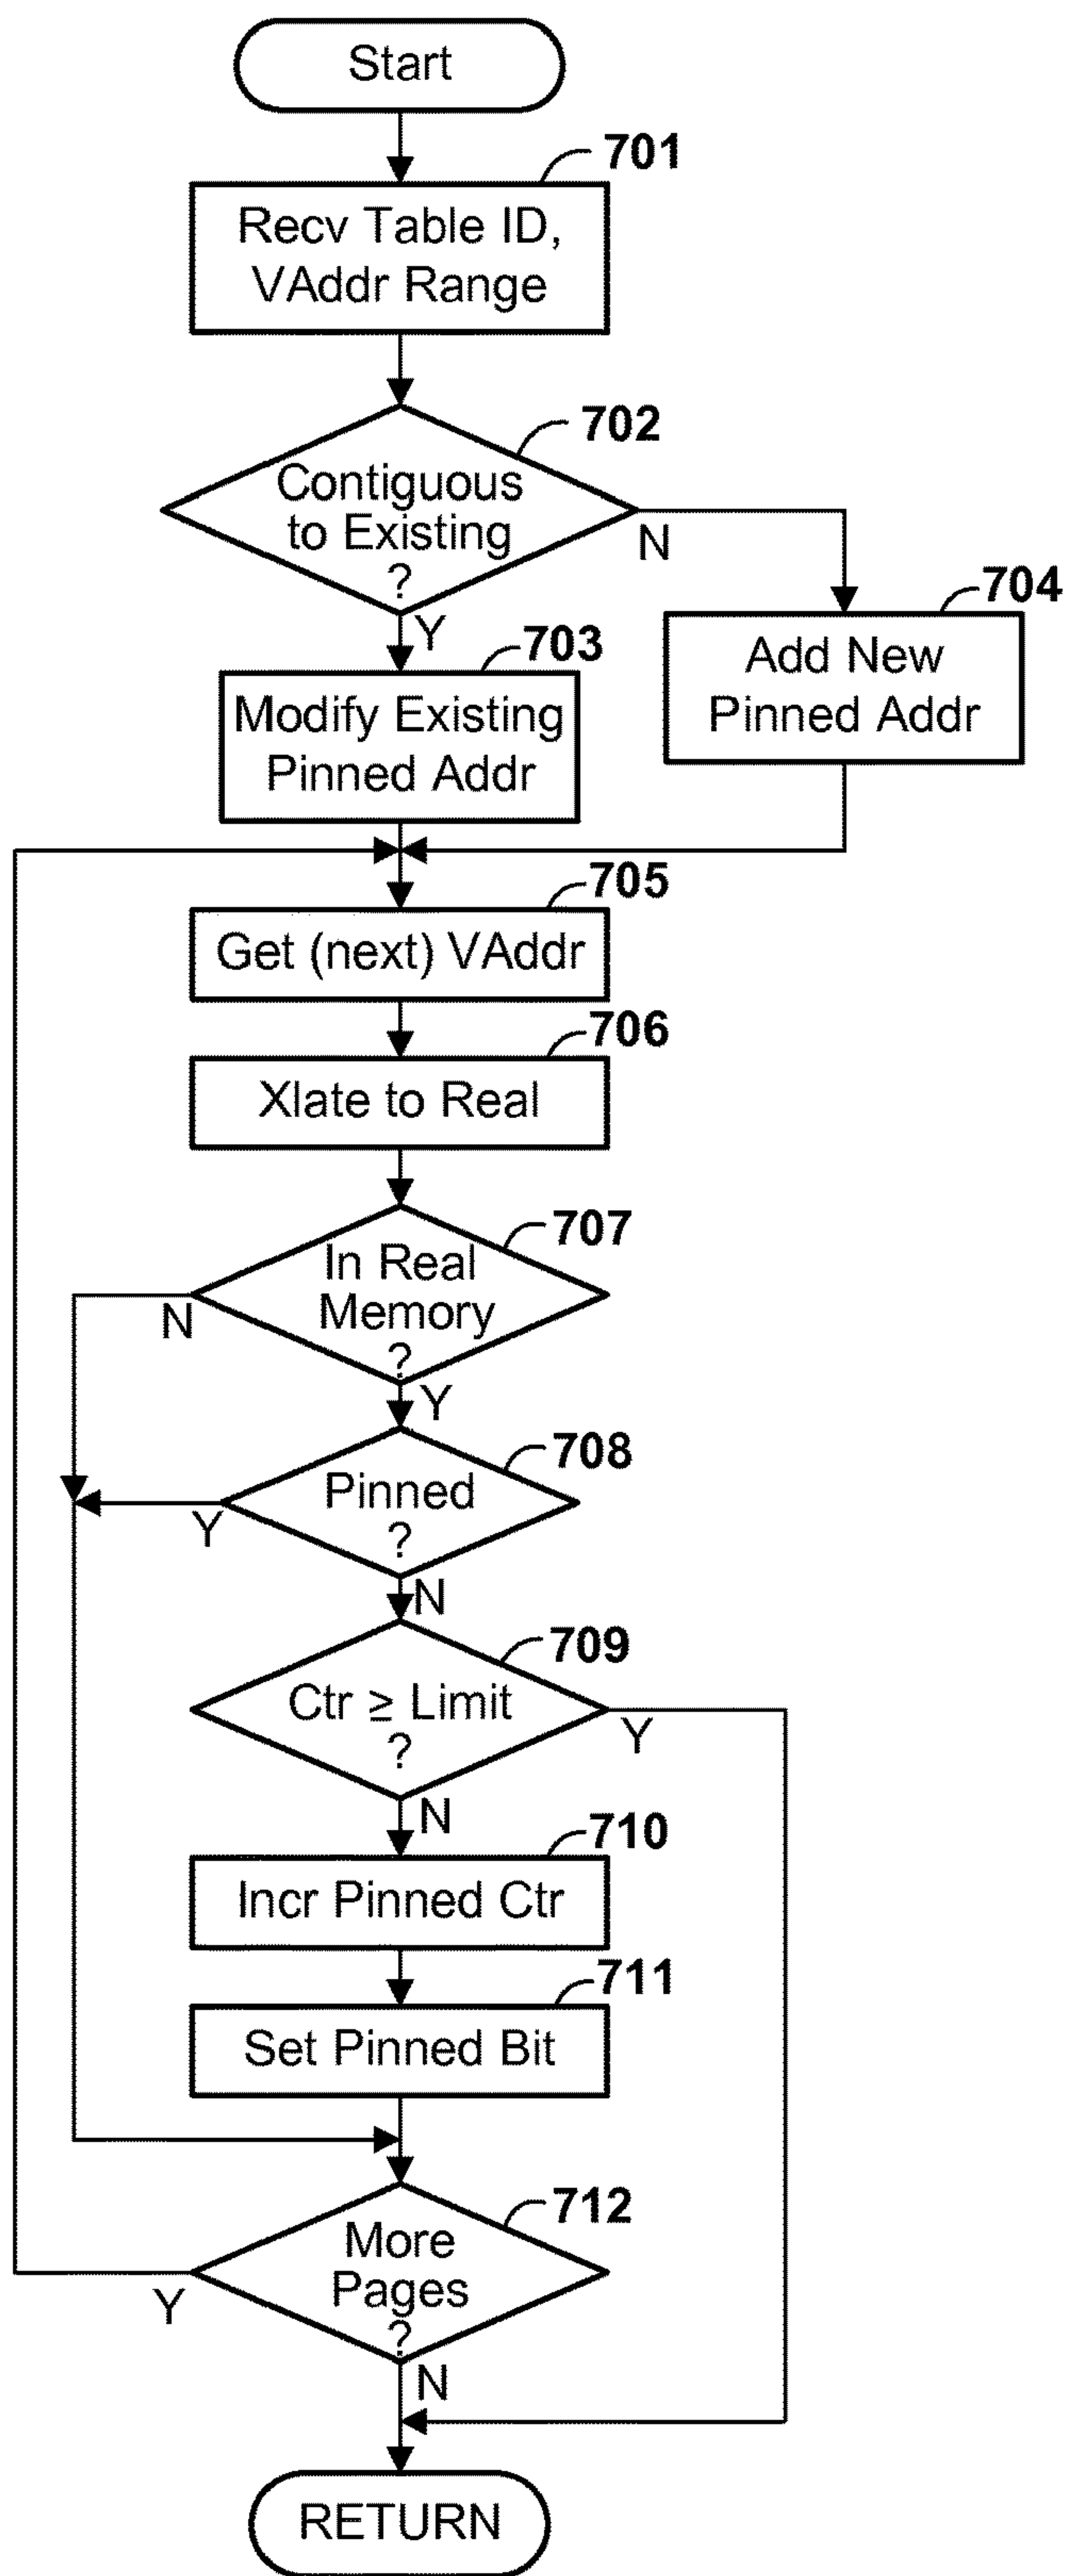 Start
701
Recv Table ID,
VAddr Range
702
Contiguous
to Existing
?
N
Y
703
Modify Existing
Pinned Addr
704
Add New
Pinned Addr
705
Get (next) VAddr
706
Xlate to Real
707
In Real
Memory
?
N
Y
708
Pinned
?
Y
N
709
Ctr ≥ Limit
?
Y
N
710
Incr Pinned Ctr
711
Set Pinned Bit
712
More
Pages
?
Y
N
RETURN